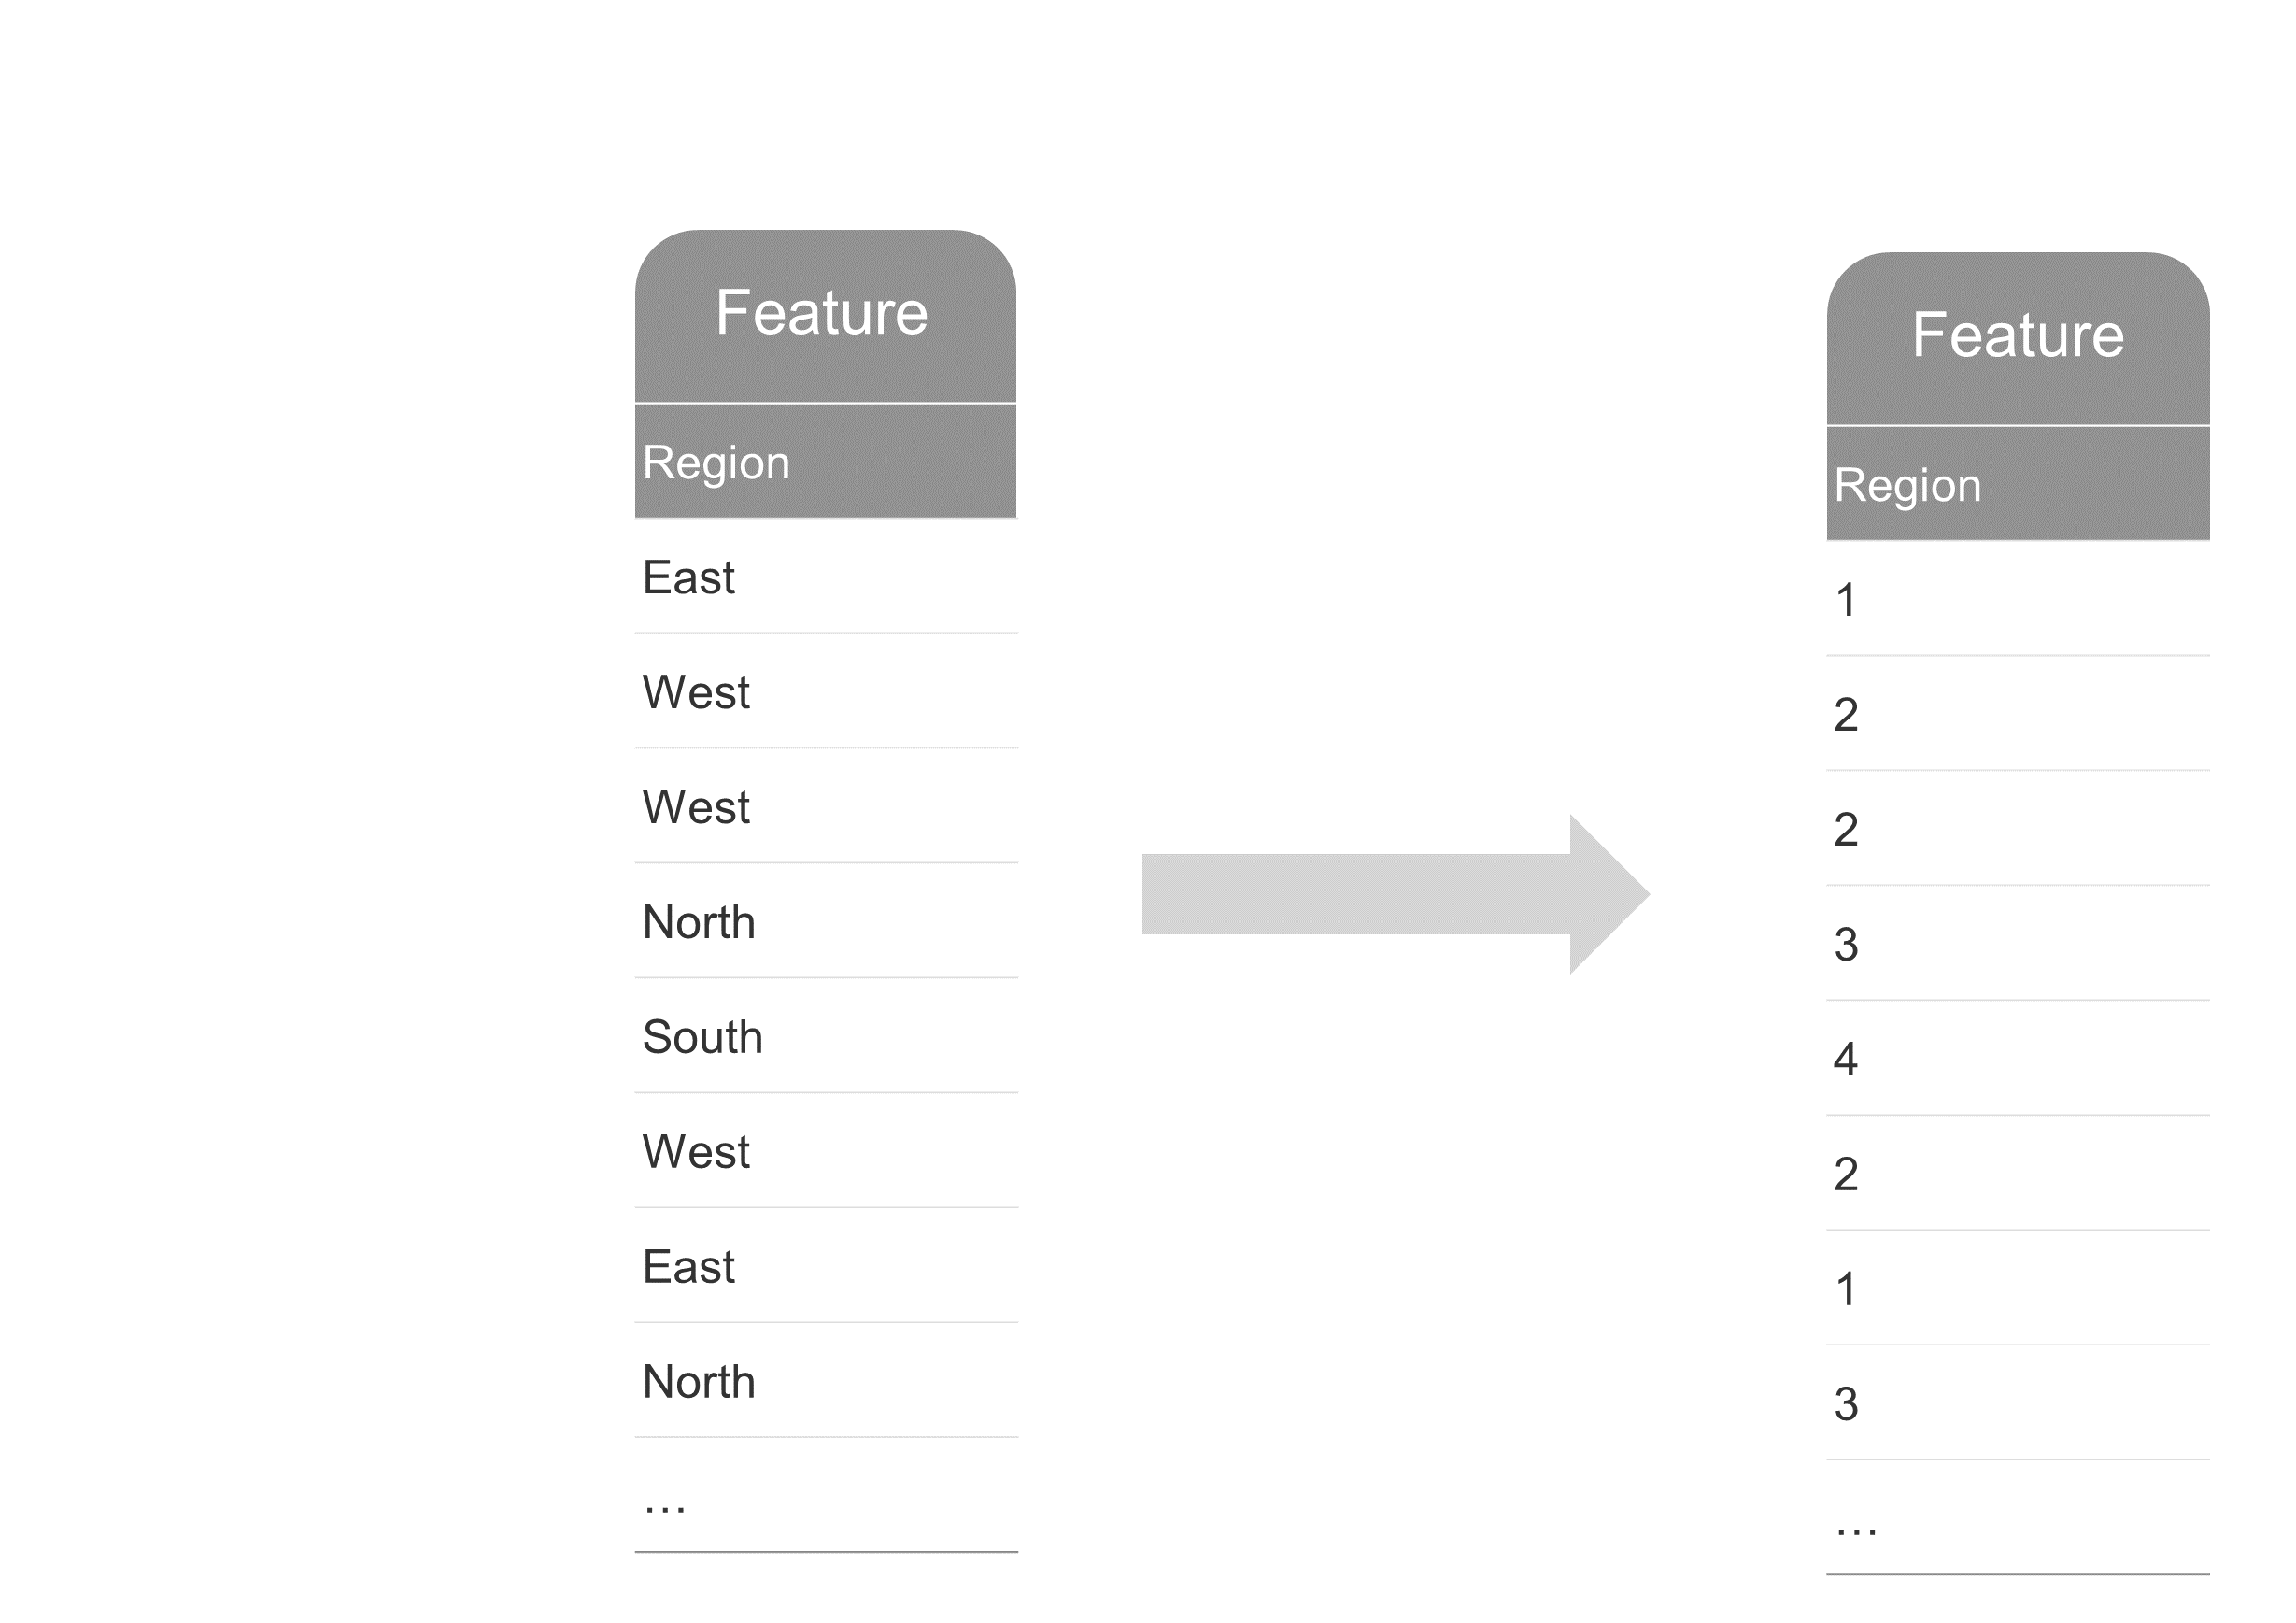 Feature
Region
East
West
West
North
South
West
East
North
…
Feature
Region
1
2
2
3
4
2
1
3
…